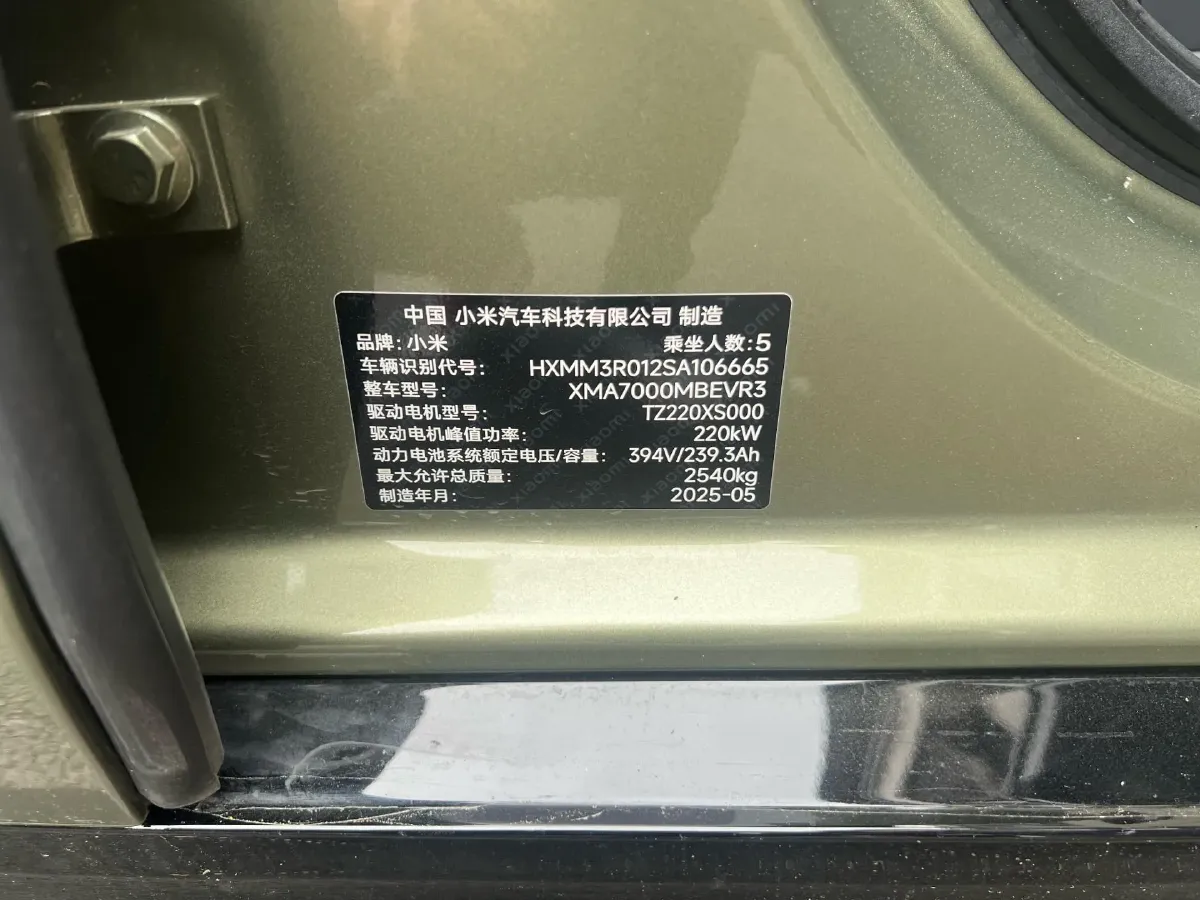 中国 小米汽车科技有限公司 制造
品牌: 小米 乘坐人数: 5
车辆识别代号: HXMM3R012SA106665
整车型号: XMA7000MBEVR3
驱动电机型号: TZ220XS000
驱动电机峰值功率: 220kW
动力电池系统额定电压/容量: 394V/239.3Ah
最大允许总质量: 2540kg
制造年月: 2025-05